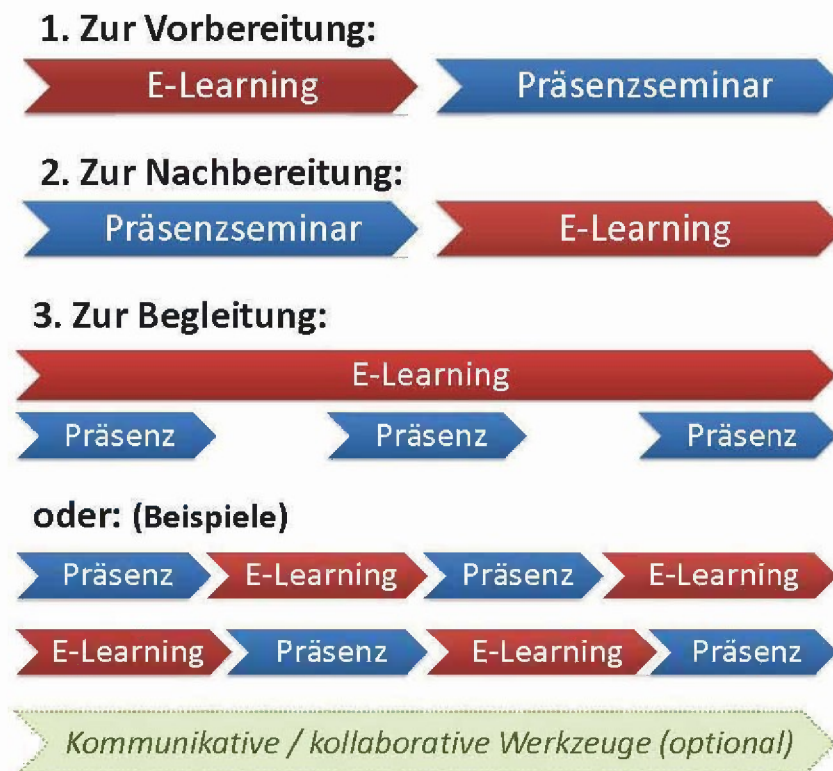 1. Zur Vorbereitung:
E-Learning Präsenzseminar
2. Zur Nachbereitung:
Präsenzseminar E-Learning
3. Zur Begleitung:
E-Learning
Präsenz Präsenz Präsenz
oder: (Beispiele)
Präsenz E-Learning Präsenz E-Learning
E-Learning Präsenz E-Learning Präsenz
Kommunikative / kollaborative Werkzeuge (optional)